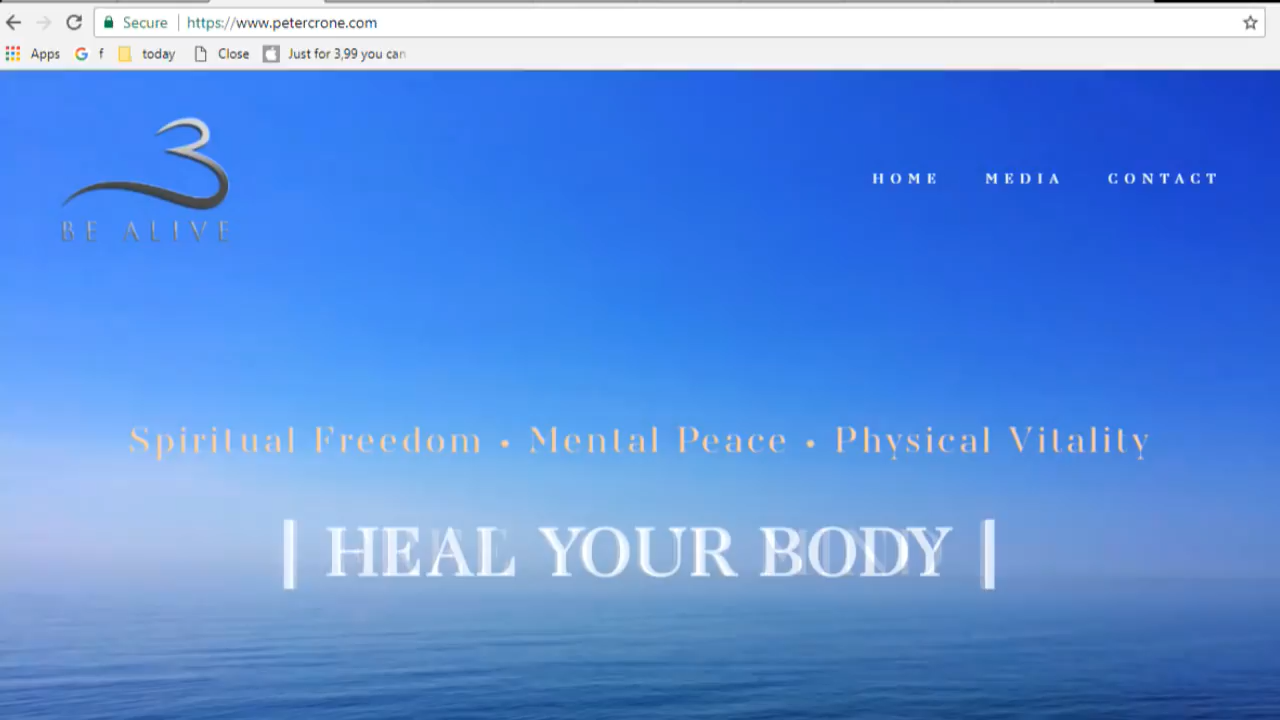 Secure https://www.petercrone.com
Apps f today Close Just for 3,99 you can
BE ALIVE
HOME MEDIA CONTACT
Spiritual Freedom • Mental Peace • Physical Vitality
| HEAL YOUR BODY |